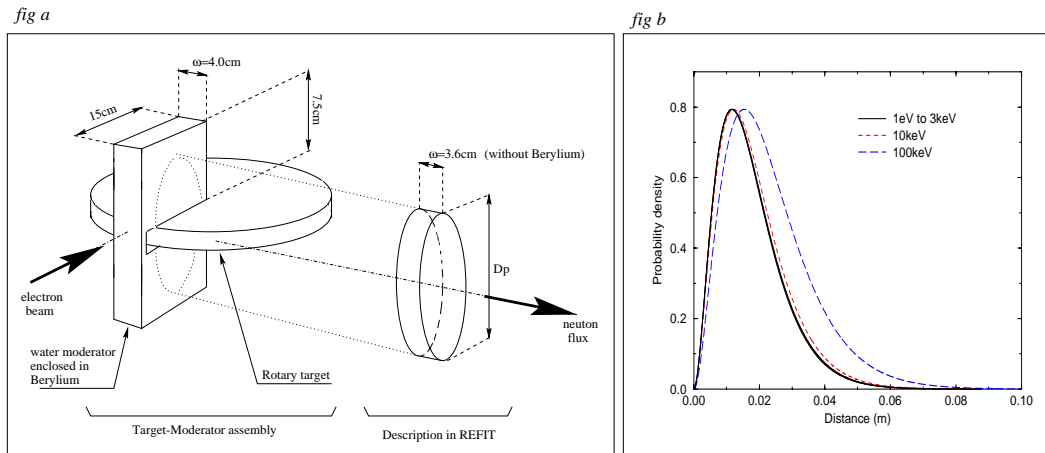 fig a
fig b
ω=4.0cm
15cm
7.5cm
ω=3.6cm (without Berylium)
Dp
electron
beam
neuton
flux
water moderator
enclosed in
Berylium
Rotary target
Target-Moderator assembly
Description in REFIT
1eV to 3keV
10keV
100keV
Probability density
0.8
0.6
0.4
0.2
0.0
0.00 0.02 0.04 0.06 0.08 0.10
Distance (m)